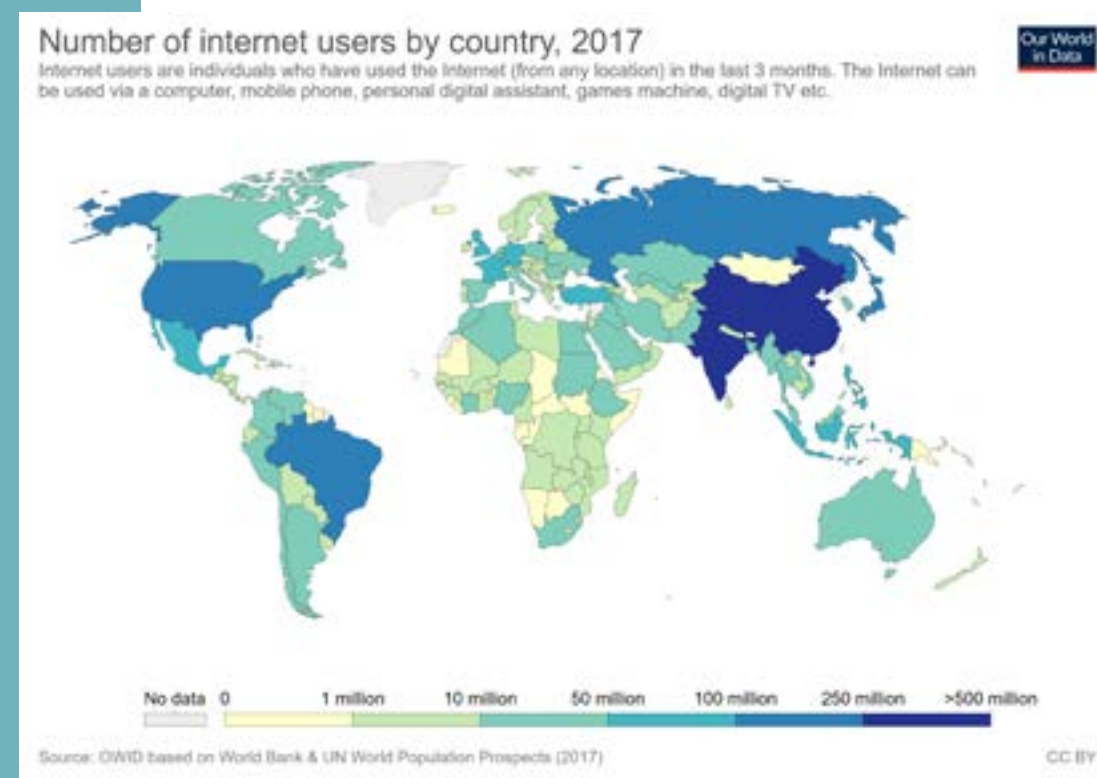 Number of internet users by country, 2017
Our World
in Data
Internet users are individuals who have used the Internet (from any location) in the last 3 months. The Internet can
be used via a computer, mobile phone, personal digital assistant, games machine, digital TV etc.
No data 0 1 million 10 million 50 million 100 million 250 million >500 million
Source: OWID based on World Bank & UN World Population Prospects (2017) CC BY